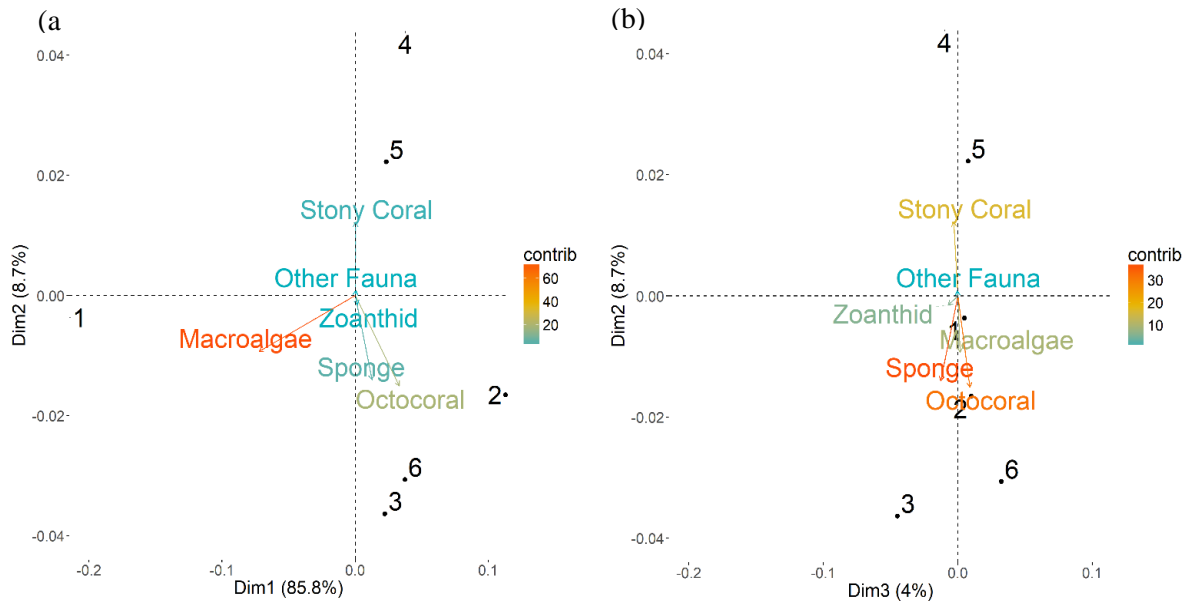 (a
4
0.04
5
0.02
Stony Coral
Other Fauna
0.00
Zoanthid
1
Macroalgae
Sponge
Octocoral
2
-0.02
6
3
-0.04
-0.2
-0.1
0.0
0.1
Dim1 (85.8%)
Dim2 (8.7%)
contrib
60
40
20
(b)
4
0.04
5
0.02
Stony Coral
Other Fauna
0.00
Zoanthid
1
Macroalgae
Sponge
Octocoral
2
-0.02
6
3
-0.04
-0.2
-0.1
0.0
0.1
Dim3 (4%)
Dim2 (8.7%)
contrib
30
20
10